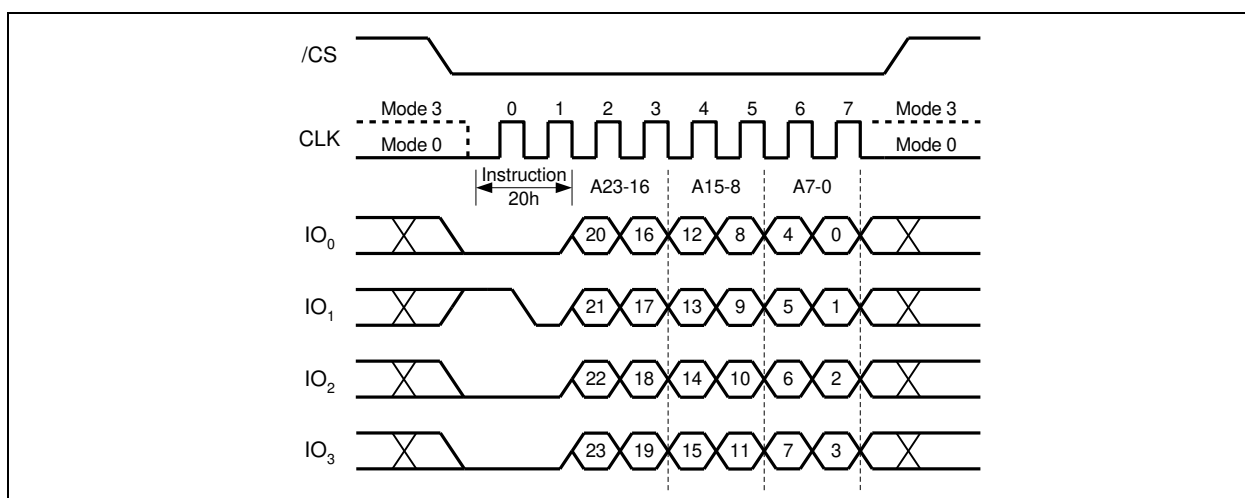 /CS
Mode 3 0 1 2 3 4 5 6 7 Mode 3
CLK
Mode 0 Mode 0
Instruction
20h
A23-16 A15-8 A7-0
IO0 20 16 12 8 4 0
IO1 21 17 13 9 5 1
IO2 22 18 14 10 6 2
IO3 23 19 15 11 7 3